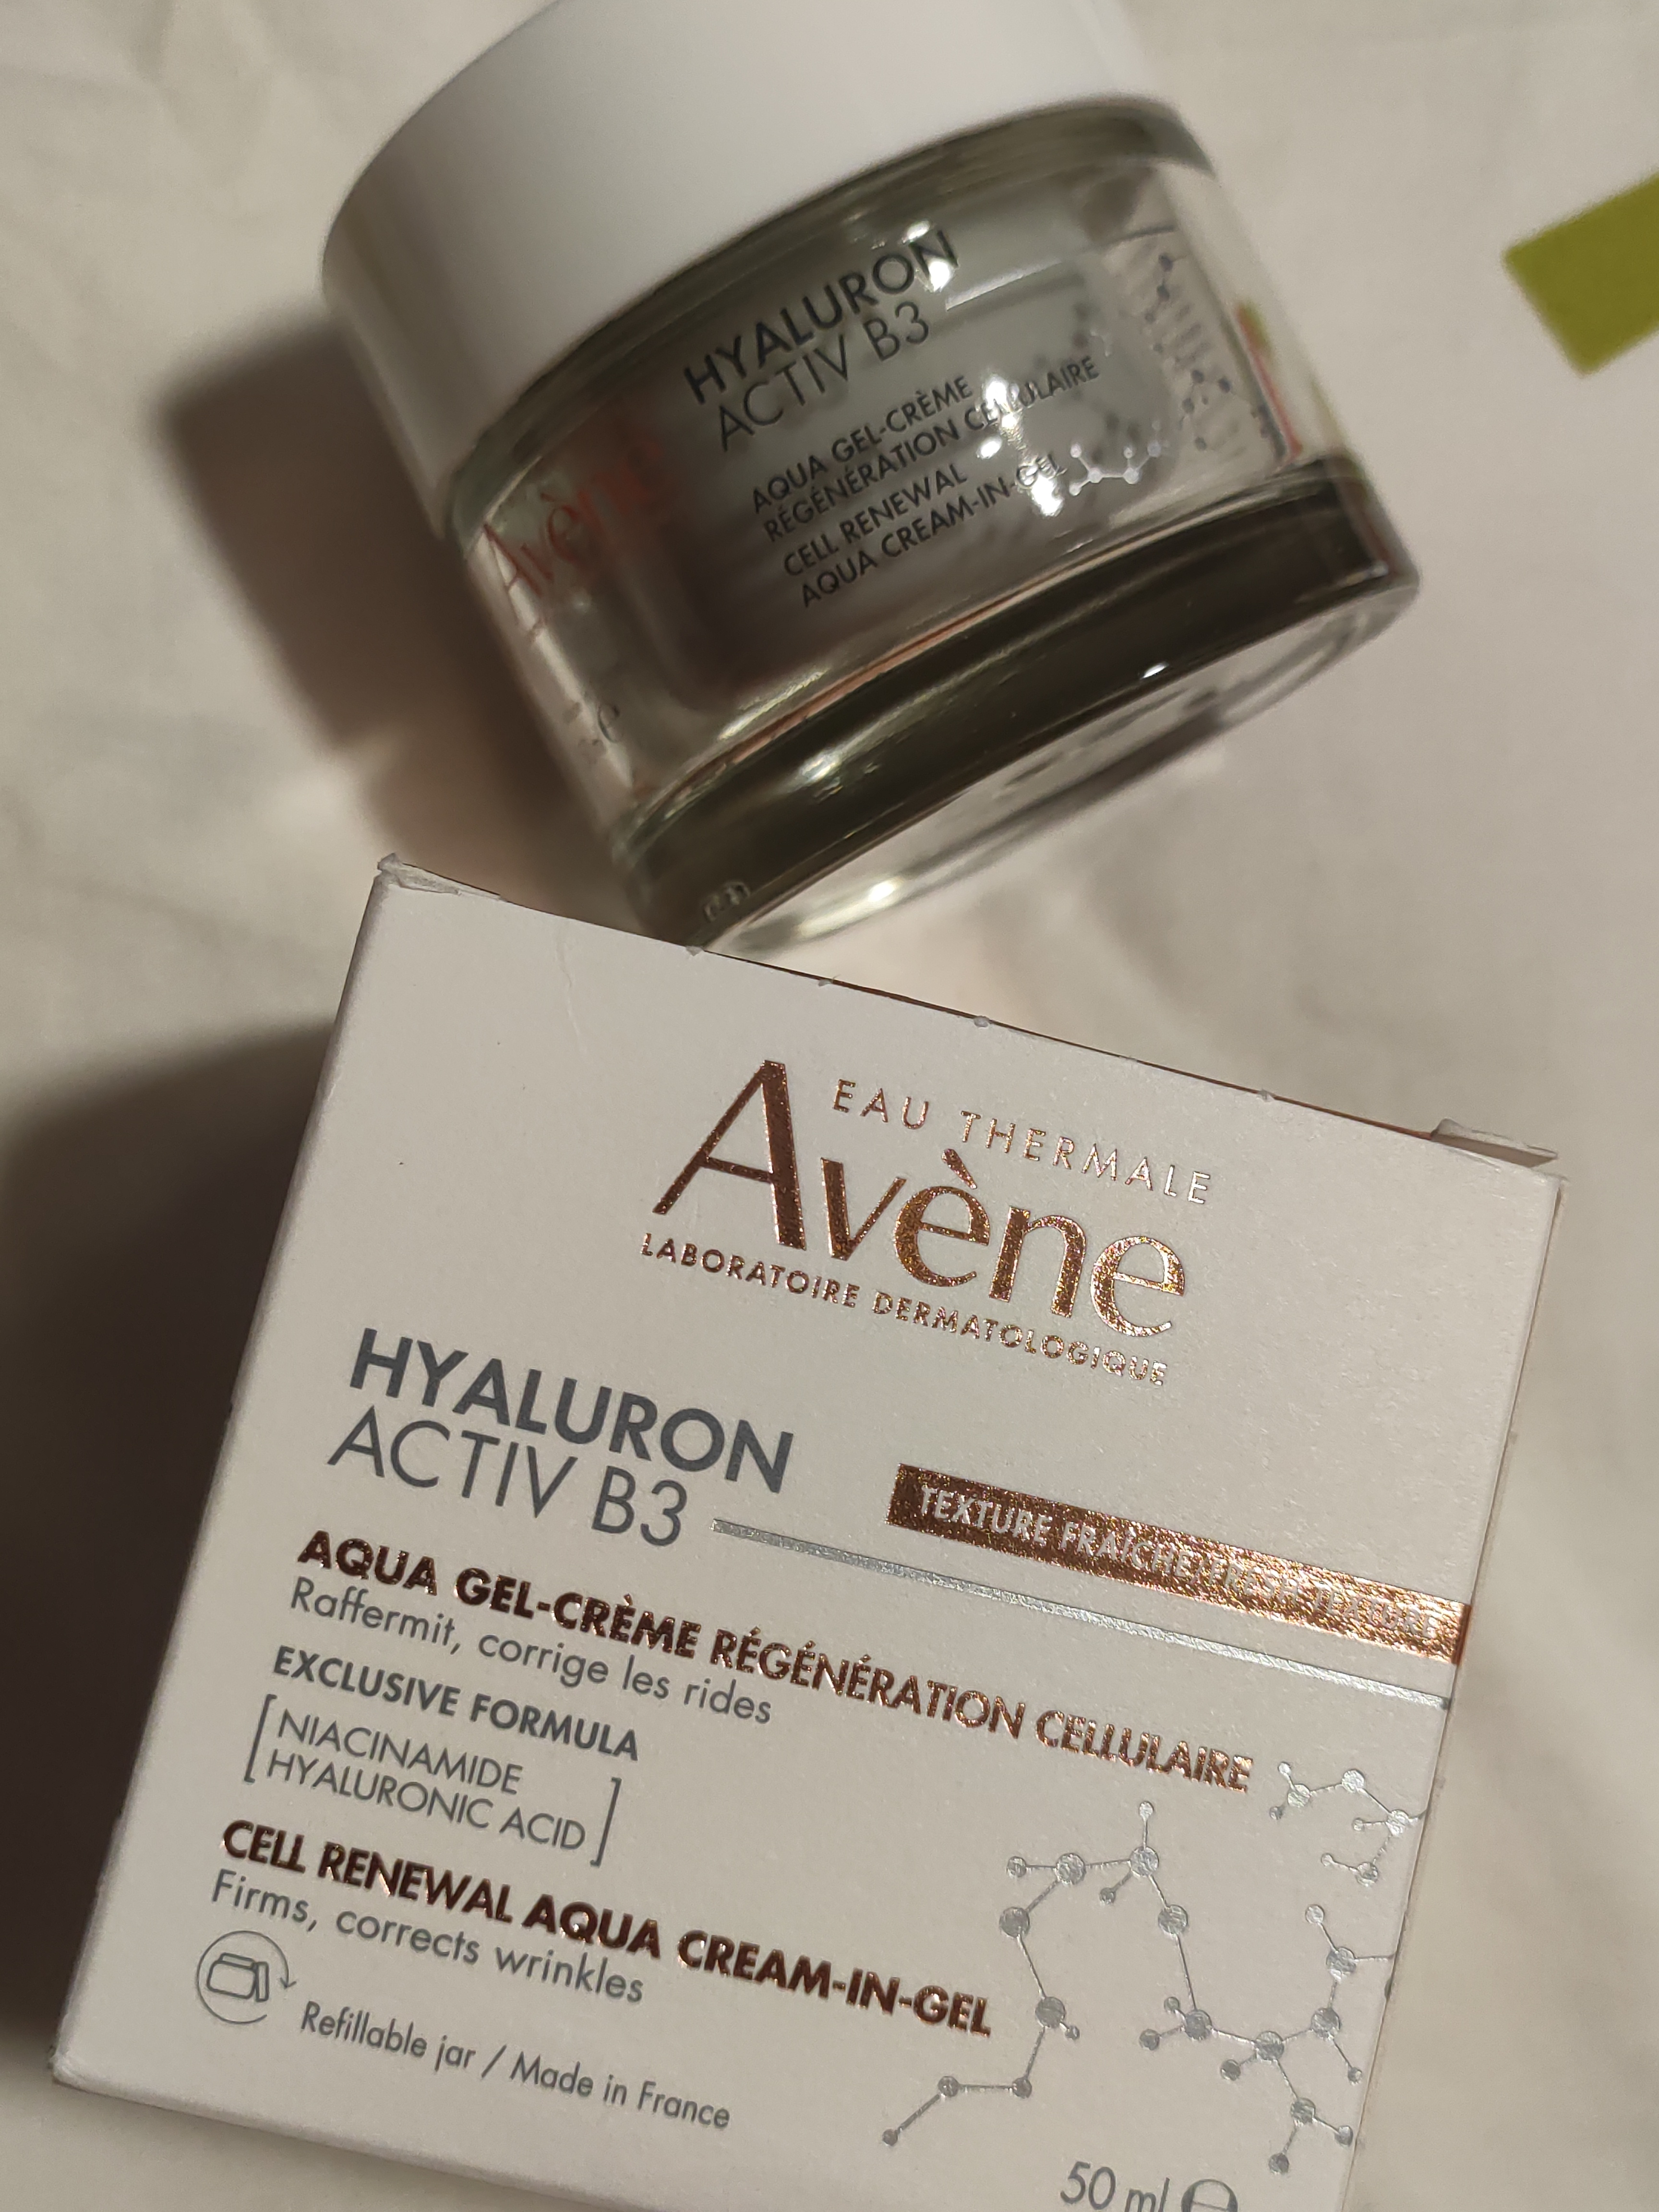 HYALURON
ACTIV B3
AQUA GEL-CRÈME
RÉGÉNÉRATION CELLULAIRE
CELL RENEWAL
AQUA CREAM-IN-GEL
Avène
EAU THERMALE
Avène
LABORATOIRE DERMATOLOGIQUE
HYALURON
ACTIV B3
TEXTURE FRAÎCHE/FRESH TEXTURE
AQUA GEL-CRÈME RÉGÉNÉRATION CELLULAIRE
Raffermit, corrige les rides
EXCLUSIVE FORMULA
[NIACINAMIDE
HYALURONIC ACID]
CELL RENEWAL AQUA CREAM-IN-GEL
Firms, corrects wrinkles
Refillable jar / Made in France
50 ml ℮